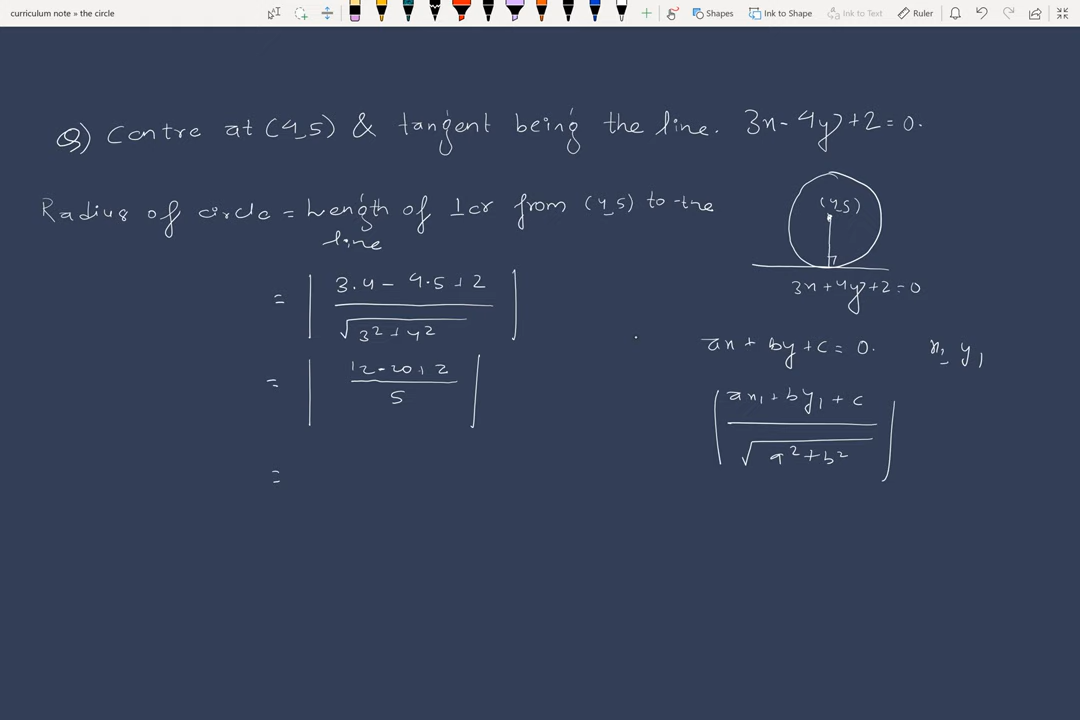 curriculum note » the circle
Shapes Ink to Shape Ink to Text Ruler
Q) Centre at (4,5) & tangent being the line. 3x - 4y + 2 = 0.
Radius of circle = Length of ⊥cr from (4,5) to the
line
(4,5)
3x + 4y + 2 = 0
= | 3.4 - 4.5 + 2 / √3² + 4² |
= | 12 - 20 + 2 / 5 |
=
ax + by + c = 0. x₁, y₁
| ax₁ + by₁ + c / √a² + b² |